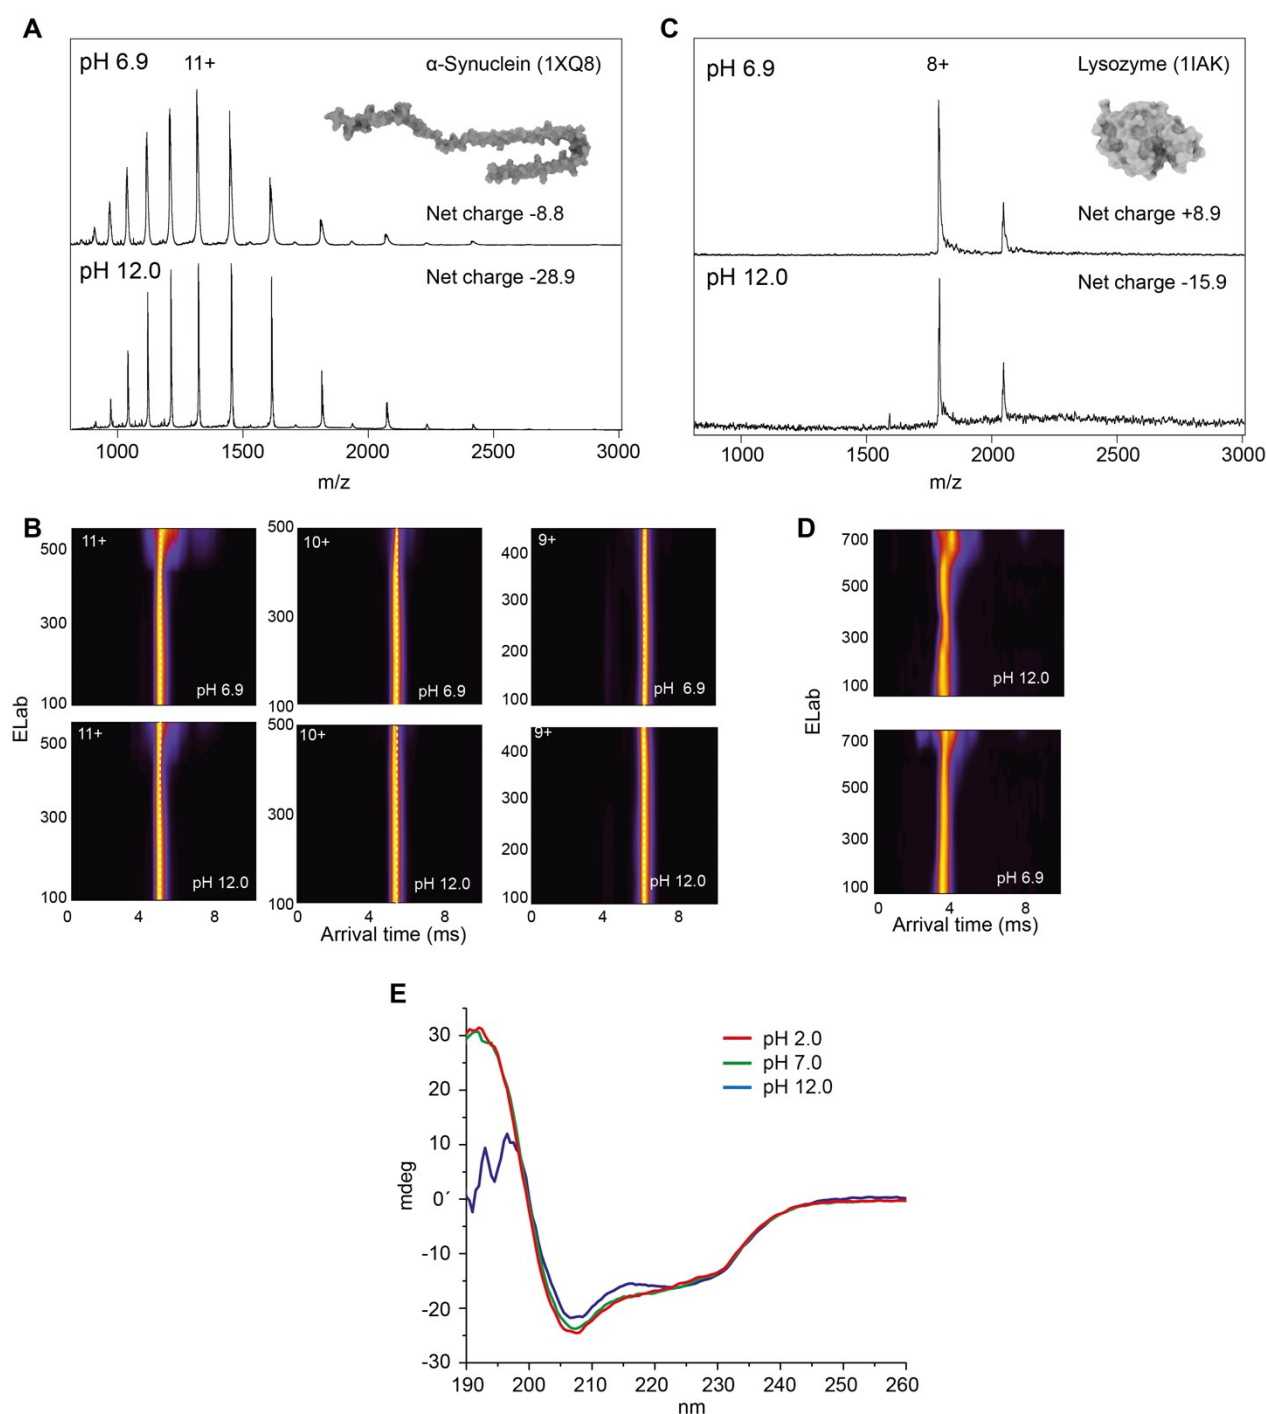 A
pH 6.9
11+
α-Synuclein (1XQ8)
Net charge -8.8
pH 12.0
Net charge -28.9
1000
1500
2000
2500
3000
m/z
C
pH 6.9
8+
Lysozyme (1IAK)
Net charge +8.9
pH 12.0
Net charge -15.9
1000
1500
2000
2500
3000
m/z
B
ELab
500
300
100
11+
pH 6.9
500
300
100
10+
pH 6.9
400
300
200
100
9+
pH 6.9
500
300
100
11+
pH 12.0
500
300
100
10+
pH 12.0
400
300
200
100
9+
pH 12.0
0
4
8
0
4
8
0
4
8
Arrival time (ms)
D
ELab
700
500
300
100
pH 12.0
700
500
300
100
pH 6.9
0
4
8
Arrival time (ms)
E
mdeg
30
20
10
0´
-10
-20
-30
pH 2.0
pH 7.0
pH 12.0
190
200
210
220
230
240
250
260
nm